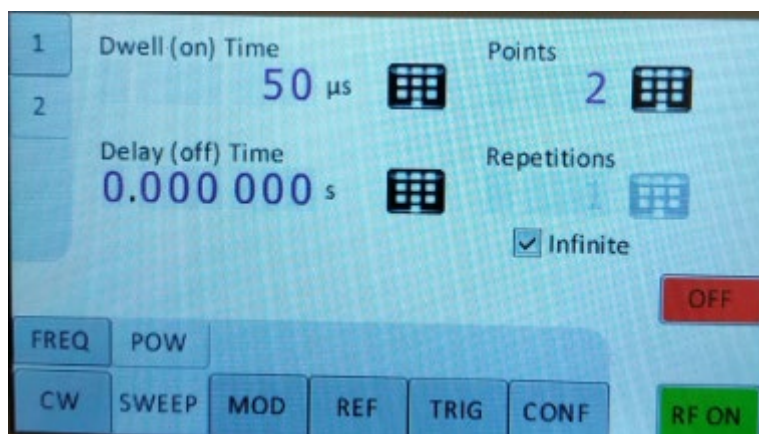 1
2
Dwell (on) Time
50 µs
Points
2
Delay (off) Time
0.000 000 s
Repetitions
1
Infinite
OFF
FREQ POW
CW SWEEP MOD REF TRIG CONF
RF ON